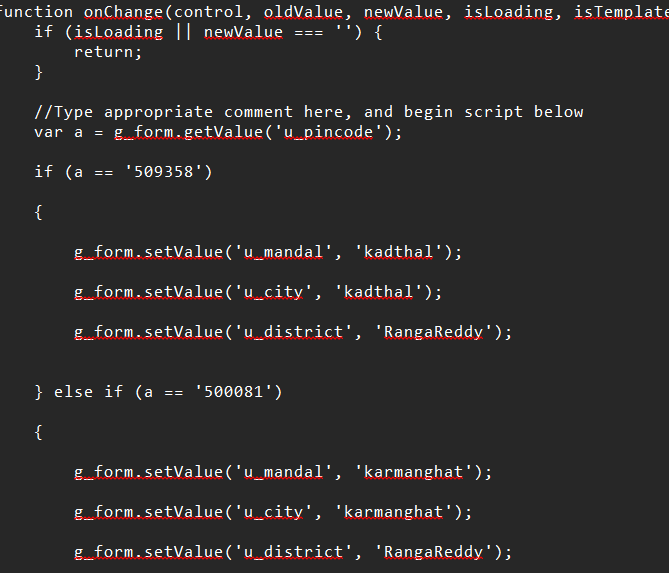 function onChange(control, oldValue, newValue, isLoading, isTemplate
if (isLoading || newValue === '') {
return;
}
//Type appropriate comment here, and begin script below
var a = g_form.getValue('u_pincode');
if (a == '509358')
{
g_form.setValue('u_mandal', 'kadthal');
g_form.setValue('u_city', 'kadthal');
g_form.setValue('u_district', 'RangaReddy');
} else if (a == '500081')
{
g_form.setValue('u_mandal', 'karmanghat');
g_form.setValue('u_city', 'karmanghat');
g_form.setValue('u_district', 'RangaReddy');